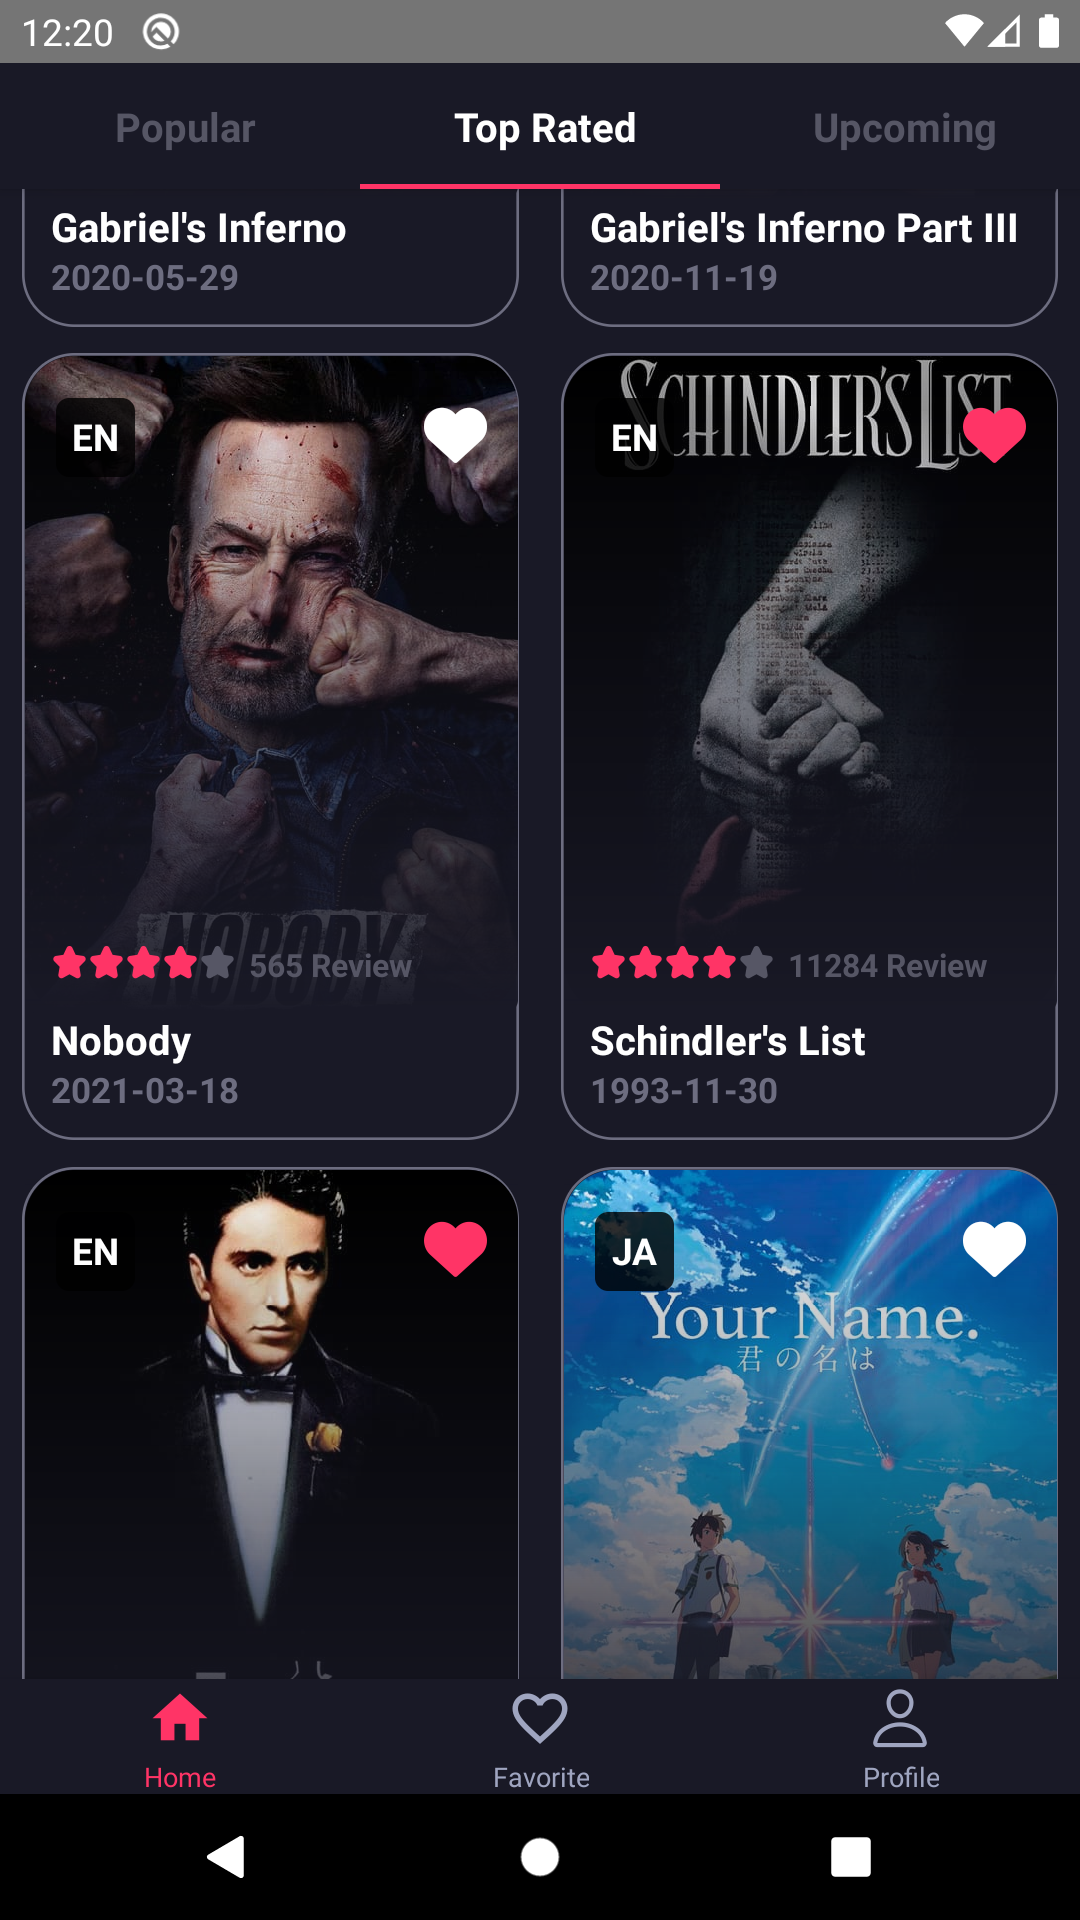 12:20
Popular
Top Rated
Upcoming
Gabriel's Inferno
2020-05-29
Gabriel's Inferno Part III
2020-11-19
EN
NOBODY
565 Review
Nobody
2021-03-18
SCHINDLER'S LIST
EN
11284 Review
Schindler's List
1993-11-30
EN
JA
Your Name.
君の名は
Home
Favorite
Profile